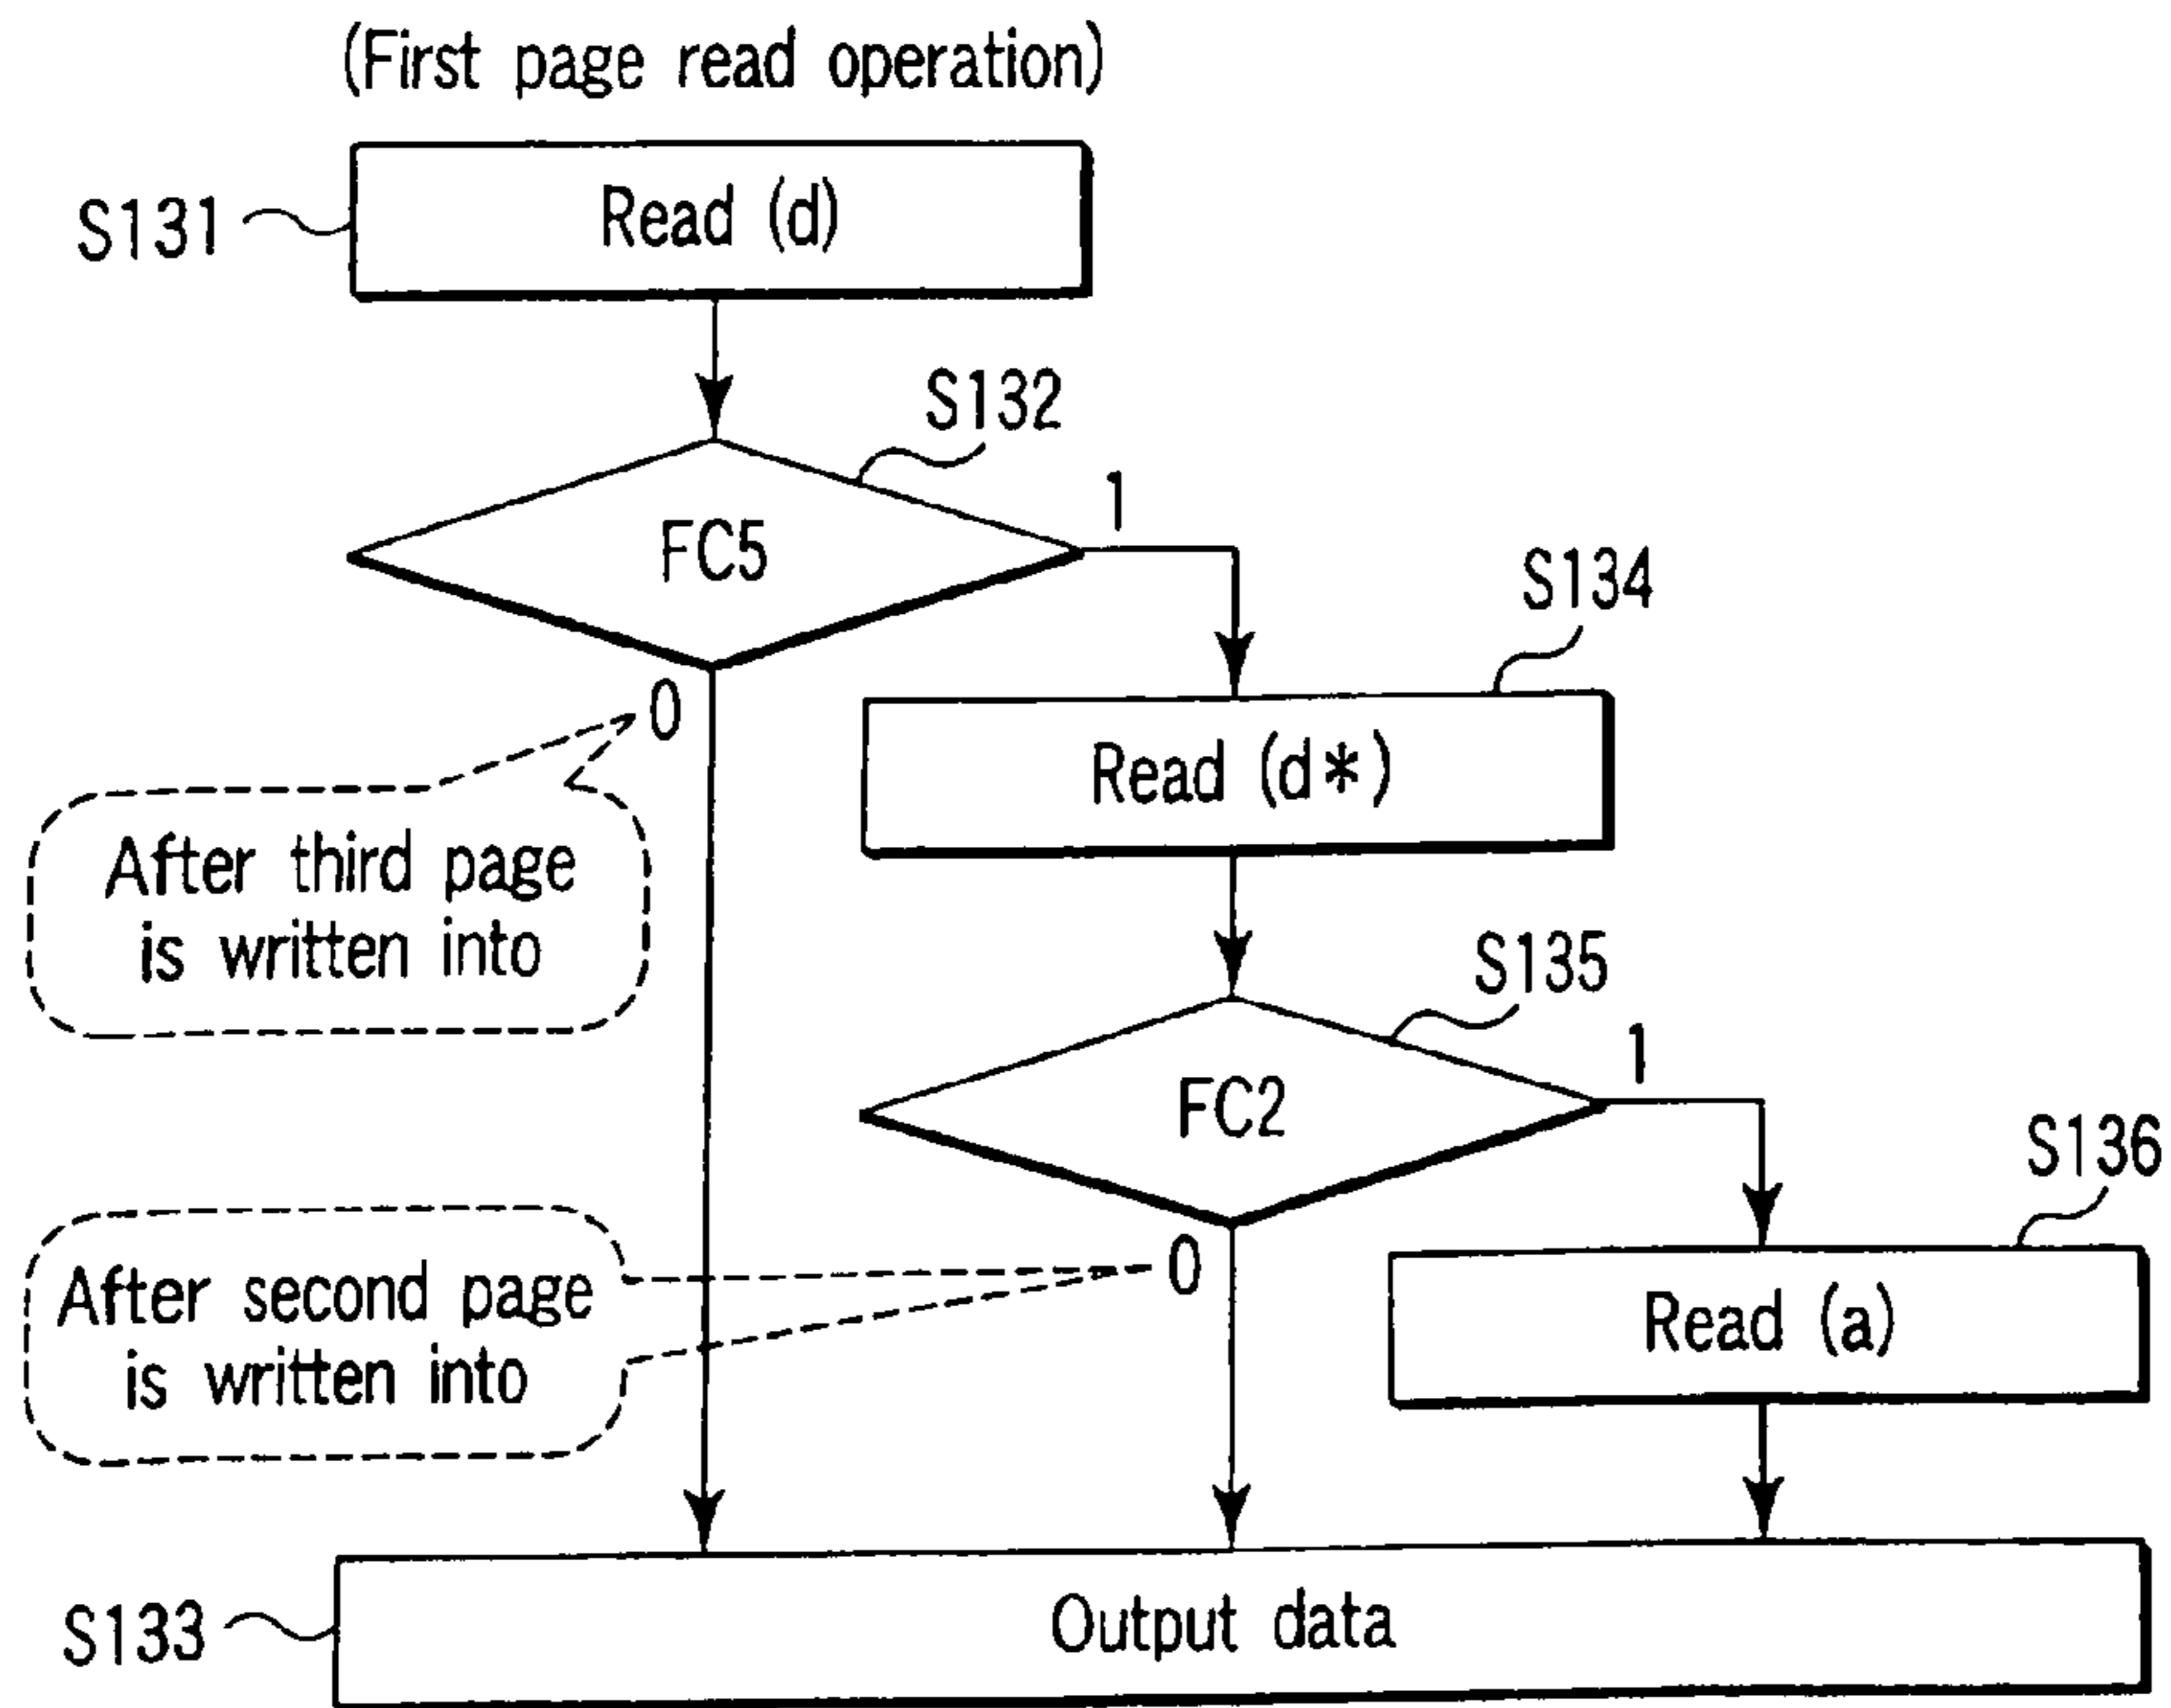 (First page read operation)
S131
Read (d)
S132
FC5
1
S134
0
Read (d*)
After third page
is written into
S135
FC2
1
S136
0
After second page
is written into
Read (a)
S133
Output data